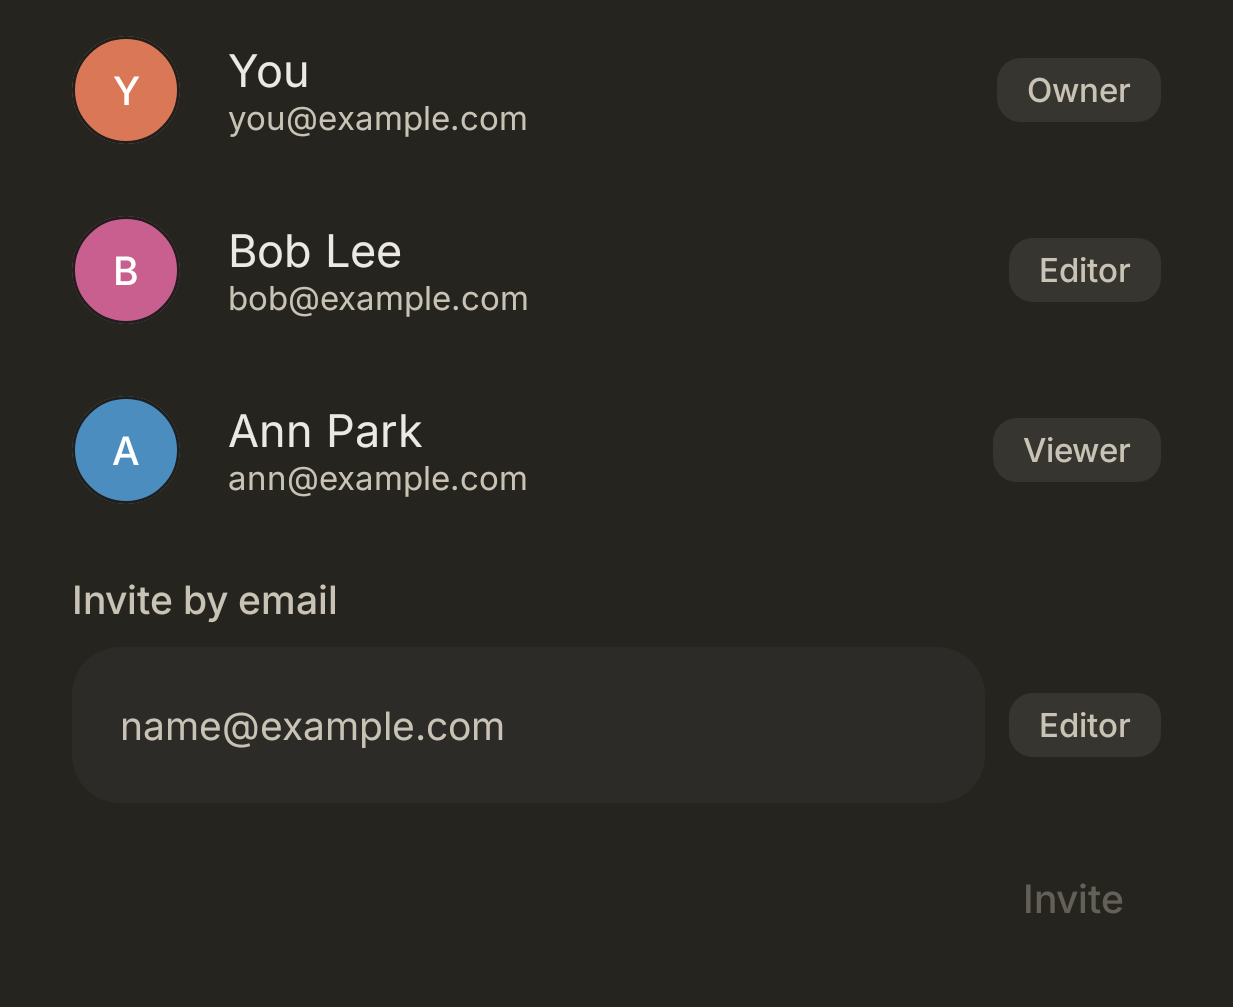 Y
You
you@example.com
Owner
B
Bob Lee
bob@example.com
Editor
A
Ann Park
ann@example.com
Viewer
Invite by email
name@example.com
Editor
Invite